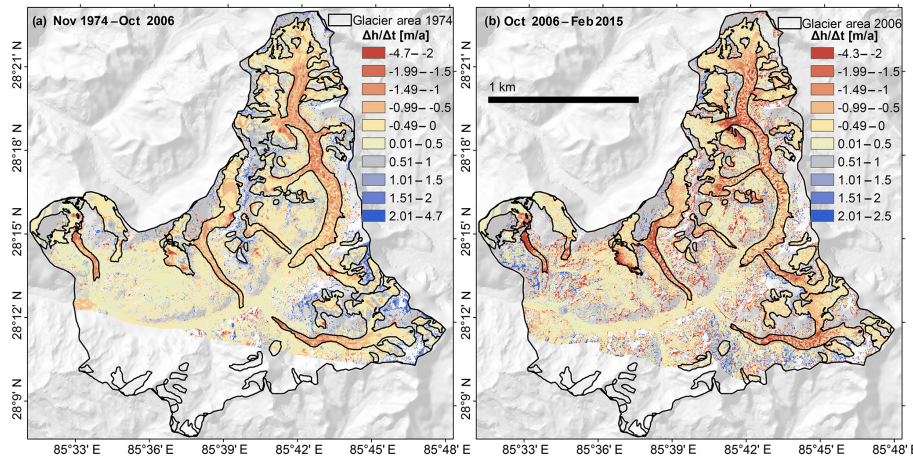 (a) Nov 1974–Oct 2006
Glacier area 1974
Δh/Δt [m/a]
-4.7– -2
-1.99– -1.5
-1.49– -1
-0.99– -0.5
-0.49– 0
0.01– 0.5
0.51– 1
1.01– 1.5
1.51– 2
2.01– 4.7
28°21' N
28°18' N
28°15' N
28°12' N
28°9' N
85°33' E
85°36' E
85°39' E
85°42' E
85°45' E
85°48' E
(b) Oct 2006–Feb 2015
Glacier area 2006
Δh/Δt [m/a]
1 km
-4.3– -2
-1.99– -1.5
-1.49– -1
-0.99– -0.5
-0.49– 0
0.01– 0.5
0.51– 1
1.01– 1.5
1.51– 2
2.01– 2.5
85°33' E
85°36' E
85°39' E
85°42' E
85°45' E
85°48' E